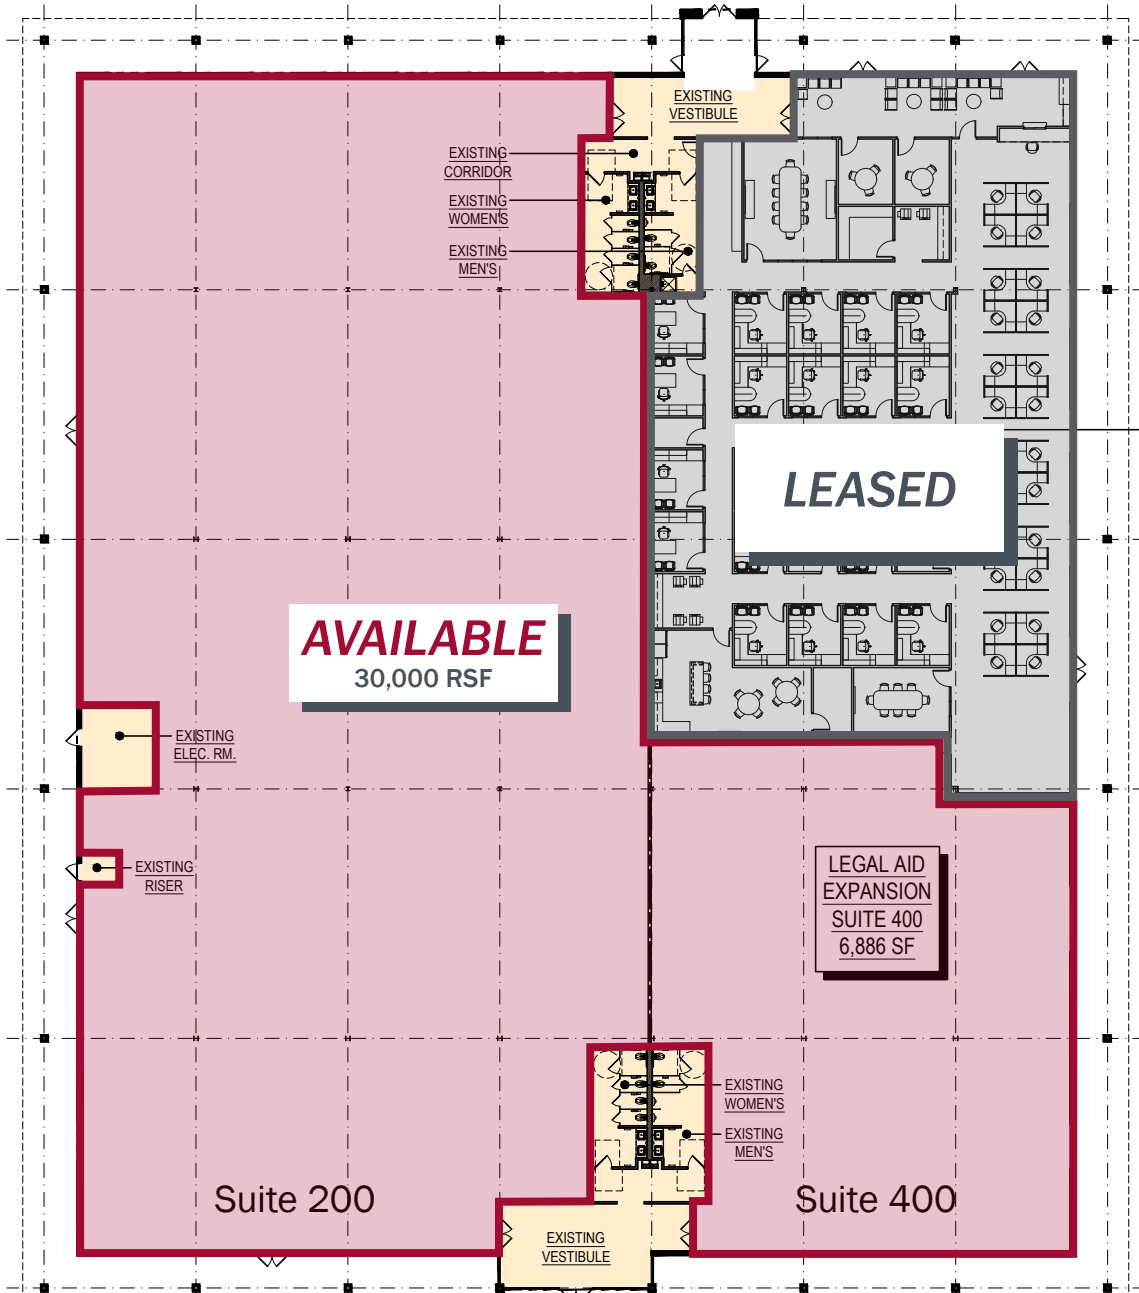 EXISTING
VESTIBULE
EXISTING
CORRIDOR
EXISTING
WOMEN'S
EXISTING
MEN'S
LEASED
AVAILABLE
30,000 RSF
EXISTING
ELEC. RM.
EXISTING
RISER
LEGAL AID
EXPANSION
SUITE 400
6,886 SF
EXISTING
WOMEN'S
EXISTING
MEN'S
Suite 200
Suite 400
EXISTING
VESTIBULE